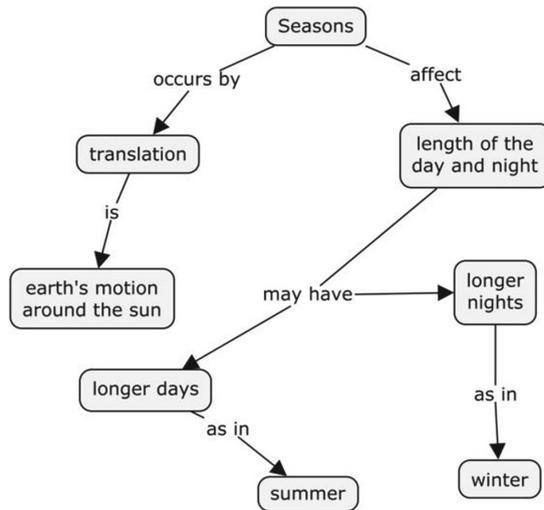 Seasons
occurs by
affect
translation
length of the
day and night
is
earth's motion
around the sun
may have
longer
nights
longer days
as in
as in
summer
winter